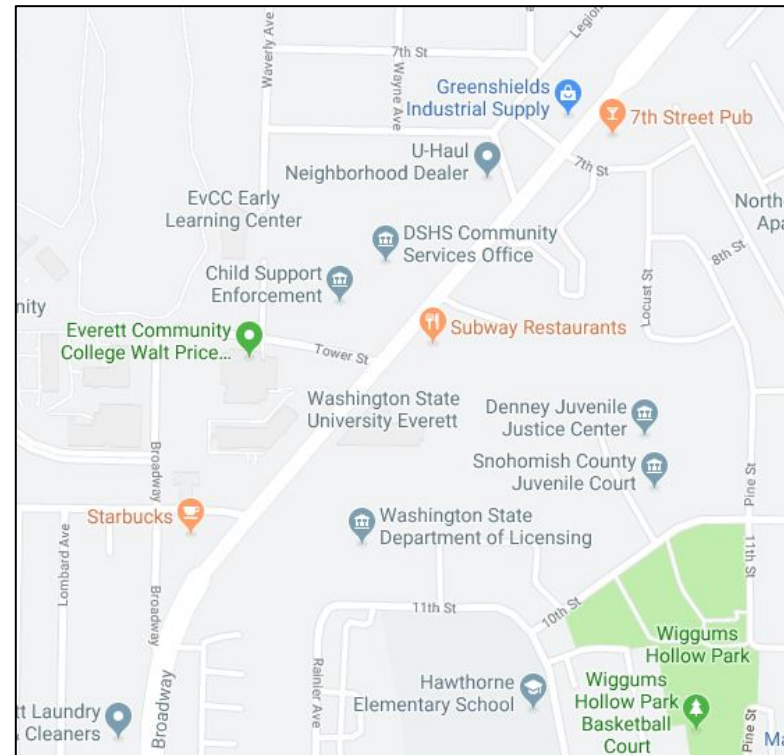 Legion
7th St
Waverly Ave
Wayne Ave
Greenshields
Industrial Supply
7th Street Pub
U-Haul
Neighborhood Dealer
7th St
EvCC Early
Learning Center
Northe
Apa
DSHS Community
Services Office
8th St
Child Support
Enforcement
Locust St
nity
Everett Community
College Walt Price...
Subway Restaurants
Tower St
Washington State
University Everett
Denney Juvenile
Justice Center
Broadway
Snohomish County
Juvenile Court
Pine St
Starbucks
Washington State
Department of Licensing
Lombard Ave
11th St
Broadway
11th St
10th St
Wiggums
Hollow Park
Rainier Ave
Hawthorne
Elementary School
Wiggums
Hollow Park
Basketball
Court
Broadway
tt Laundry
& Cleaners
Pine St
Ma